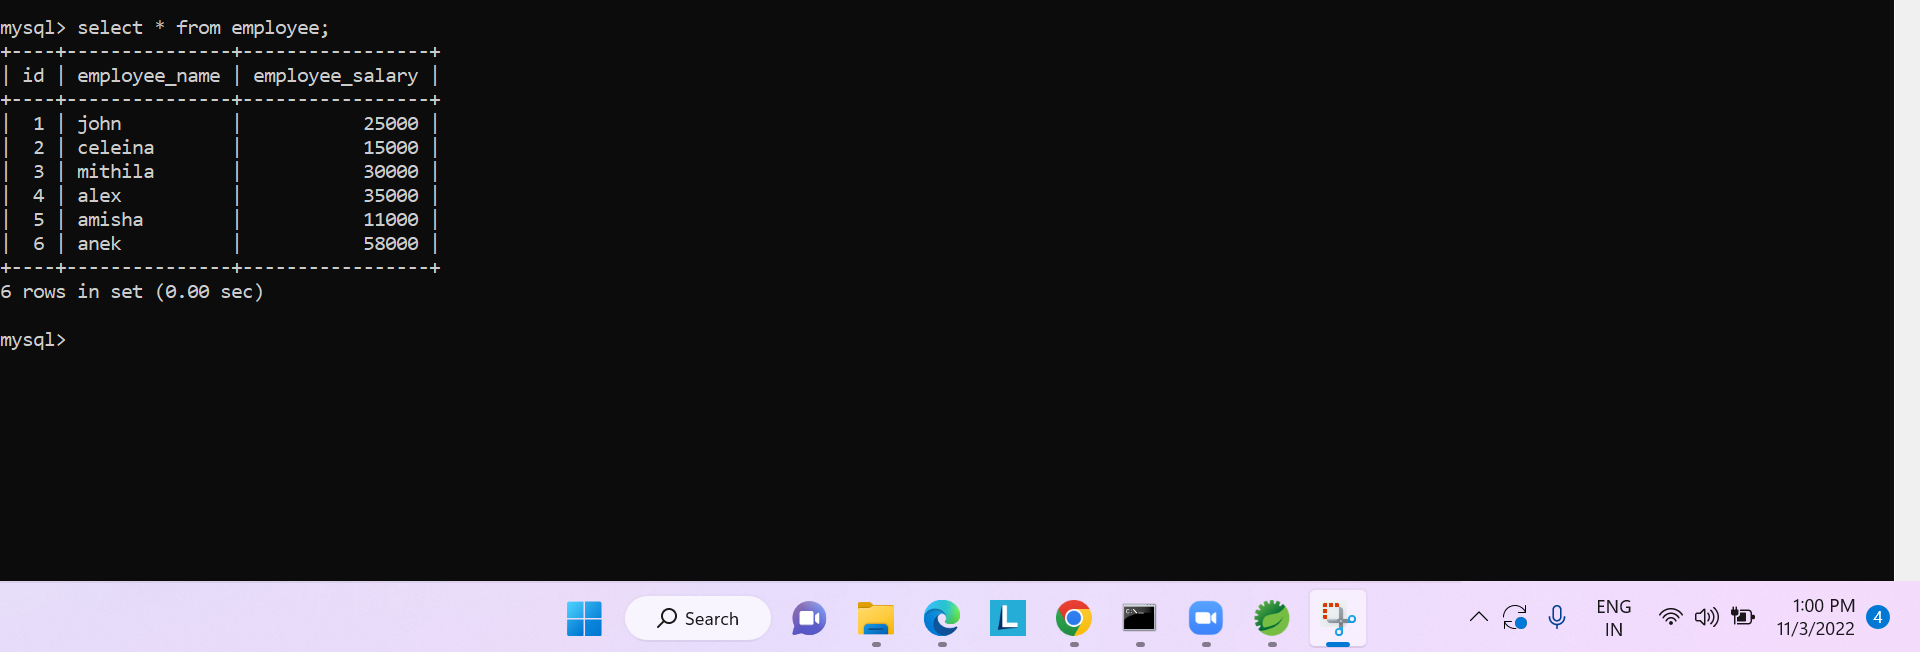 mysql> select * from employee;
+----+---------------+-----------------+
| id | employee_name | employee_salary |
+----+---------------+-----------------+
|  1 | john          |           25000 |
|  2 | celeina       |           15000 |
|  3 | mithila       |           30000 |
|  4 | alex          |           35000 |
|  5 | amisha        |           11000 |
|  6 | anek          |           58000 |
+----+---------------+-----------------+
6 rows in set (0.00 sec)
mysql>
Search
L
C:\...
ENG
IN
1:00 PM
11/3/2022
4